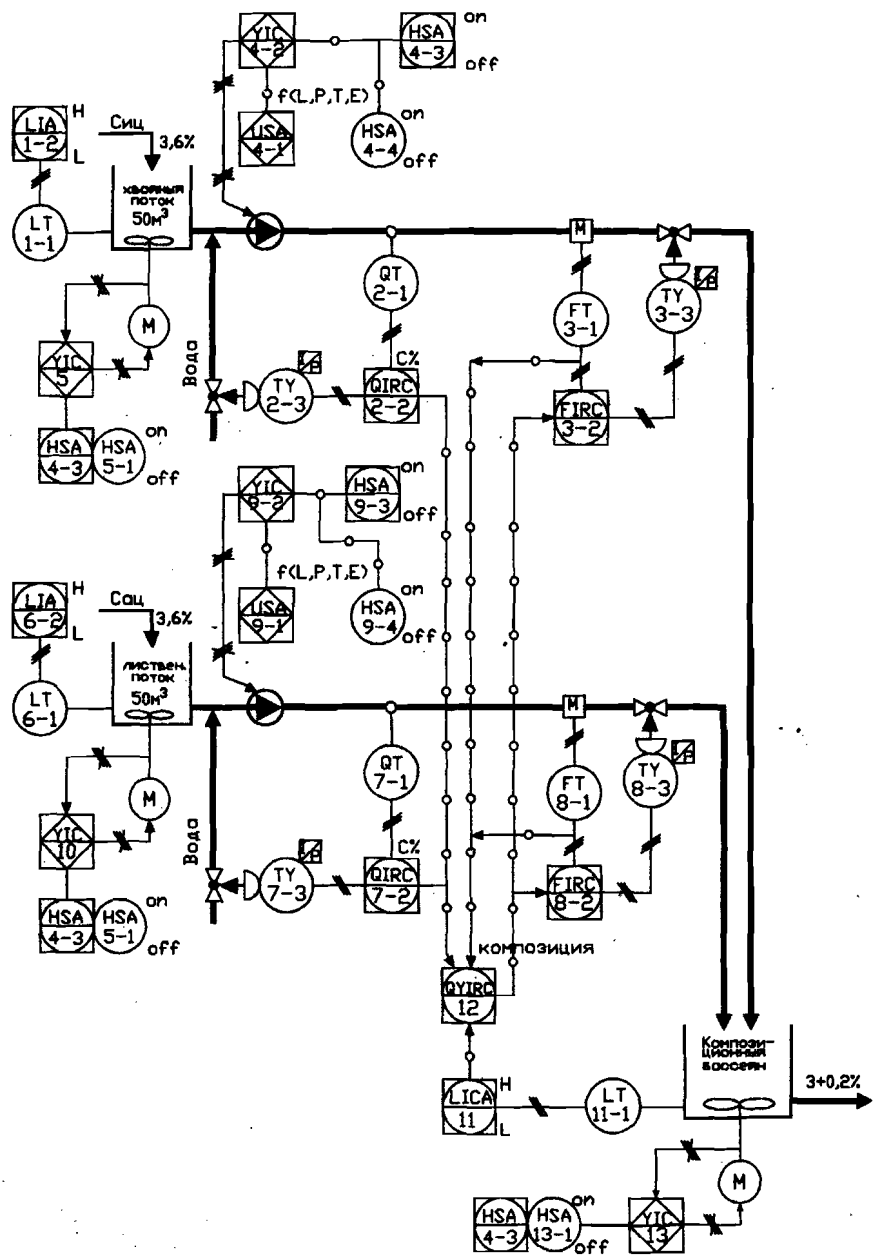 YIC
4-2
HSA
4-3
on
off
f(L,P,T,E)
USA
4-1
HSA
4-4
on
off
LIA
1-2
H
L
Сиц
3,6%
хвойный
поток
50м3
LT
1-1
QT
2-1
M
FT
3-1
TY
3-3
I/P
M
YIC
5
Вода
TY
2-3
I/P
C%
QIRC
2-2
FIRC
3-2
HSA
4-3
HSA
5-1
on
off
YIC
9-2
HSA
9-3
on
off
f(L,P,T,E)
USA
9-1
HSA
9-4
on
off
LIA
6-2
H
L
Сац
3,6%
листвен.
поток
50м3
LT
6-1
QT
7-1
M
FT
8-1
TY
8-3
I/P
M
YIC
10
Вода
TY
7-3
I/P
C%
QIRC
7-2
FIRC
8-2
HSA
4-3
HSA
5-1
on
off
композиция
QYIRC
12
Компози-
ционный
бассейн
3+0,2%
LICA
11
H
L
LT
11-1
M
HSA
4-3
HSA
13-1
on
off
YIC
13